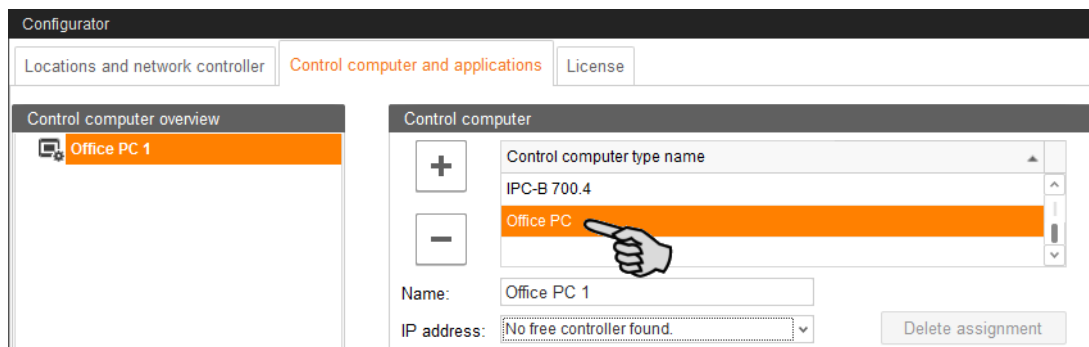 Configurator
Locations and network controller Control computer and applications License
Control computer overview
Office PC 1
Control computer
Control computer type name
IPC-B 700.4
Office PC
Name: Office PC 1
IP address: No free controller found. Delete assignment